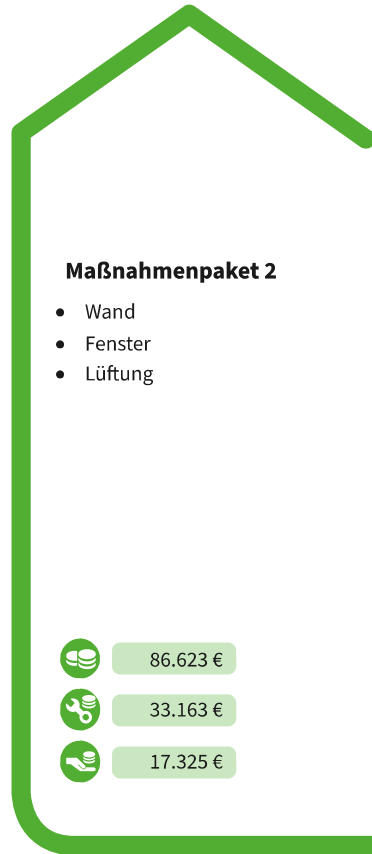 Maßnahmenpaket 2
• Wand
• Fenster
• Lüftung
86.623 €
33.163 €
17.325 €